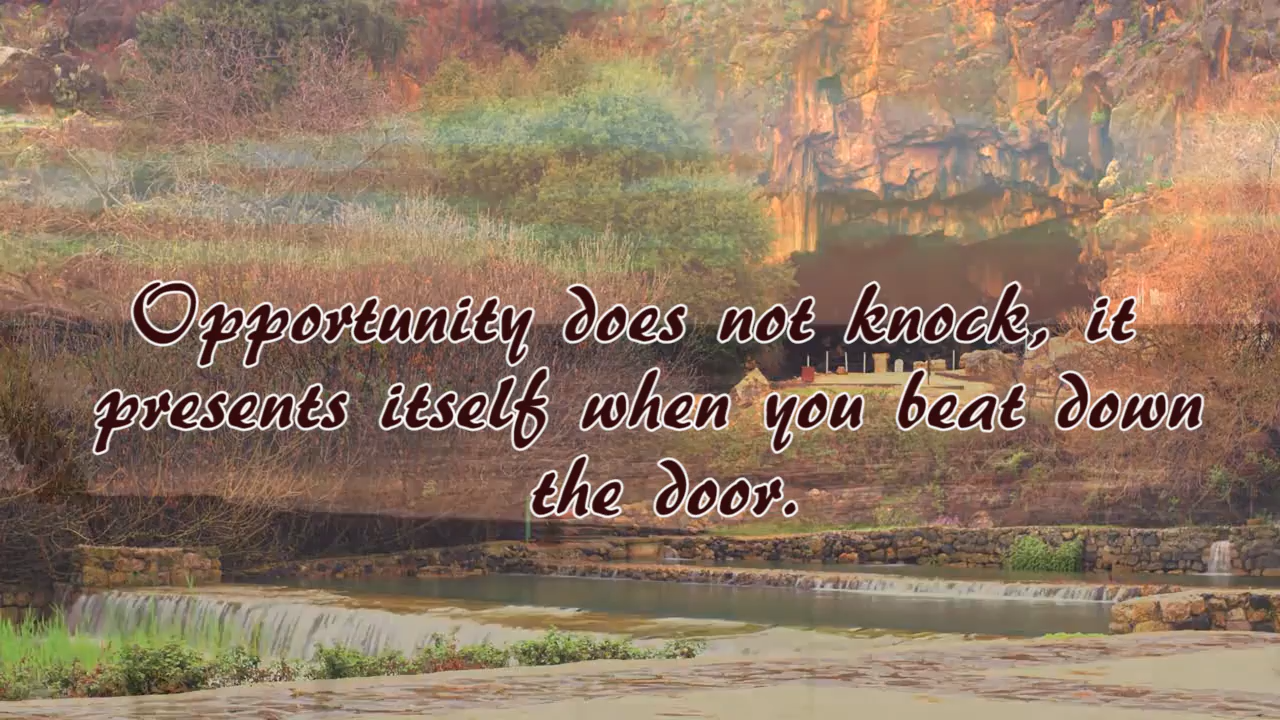 Opportunity does not knock, it
presents itself when you beat down
the door.